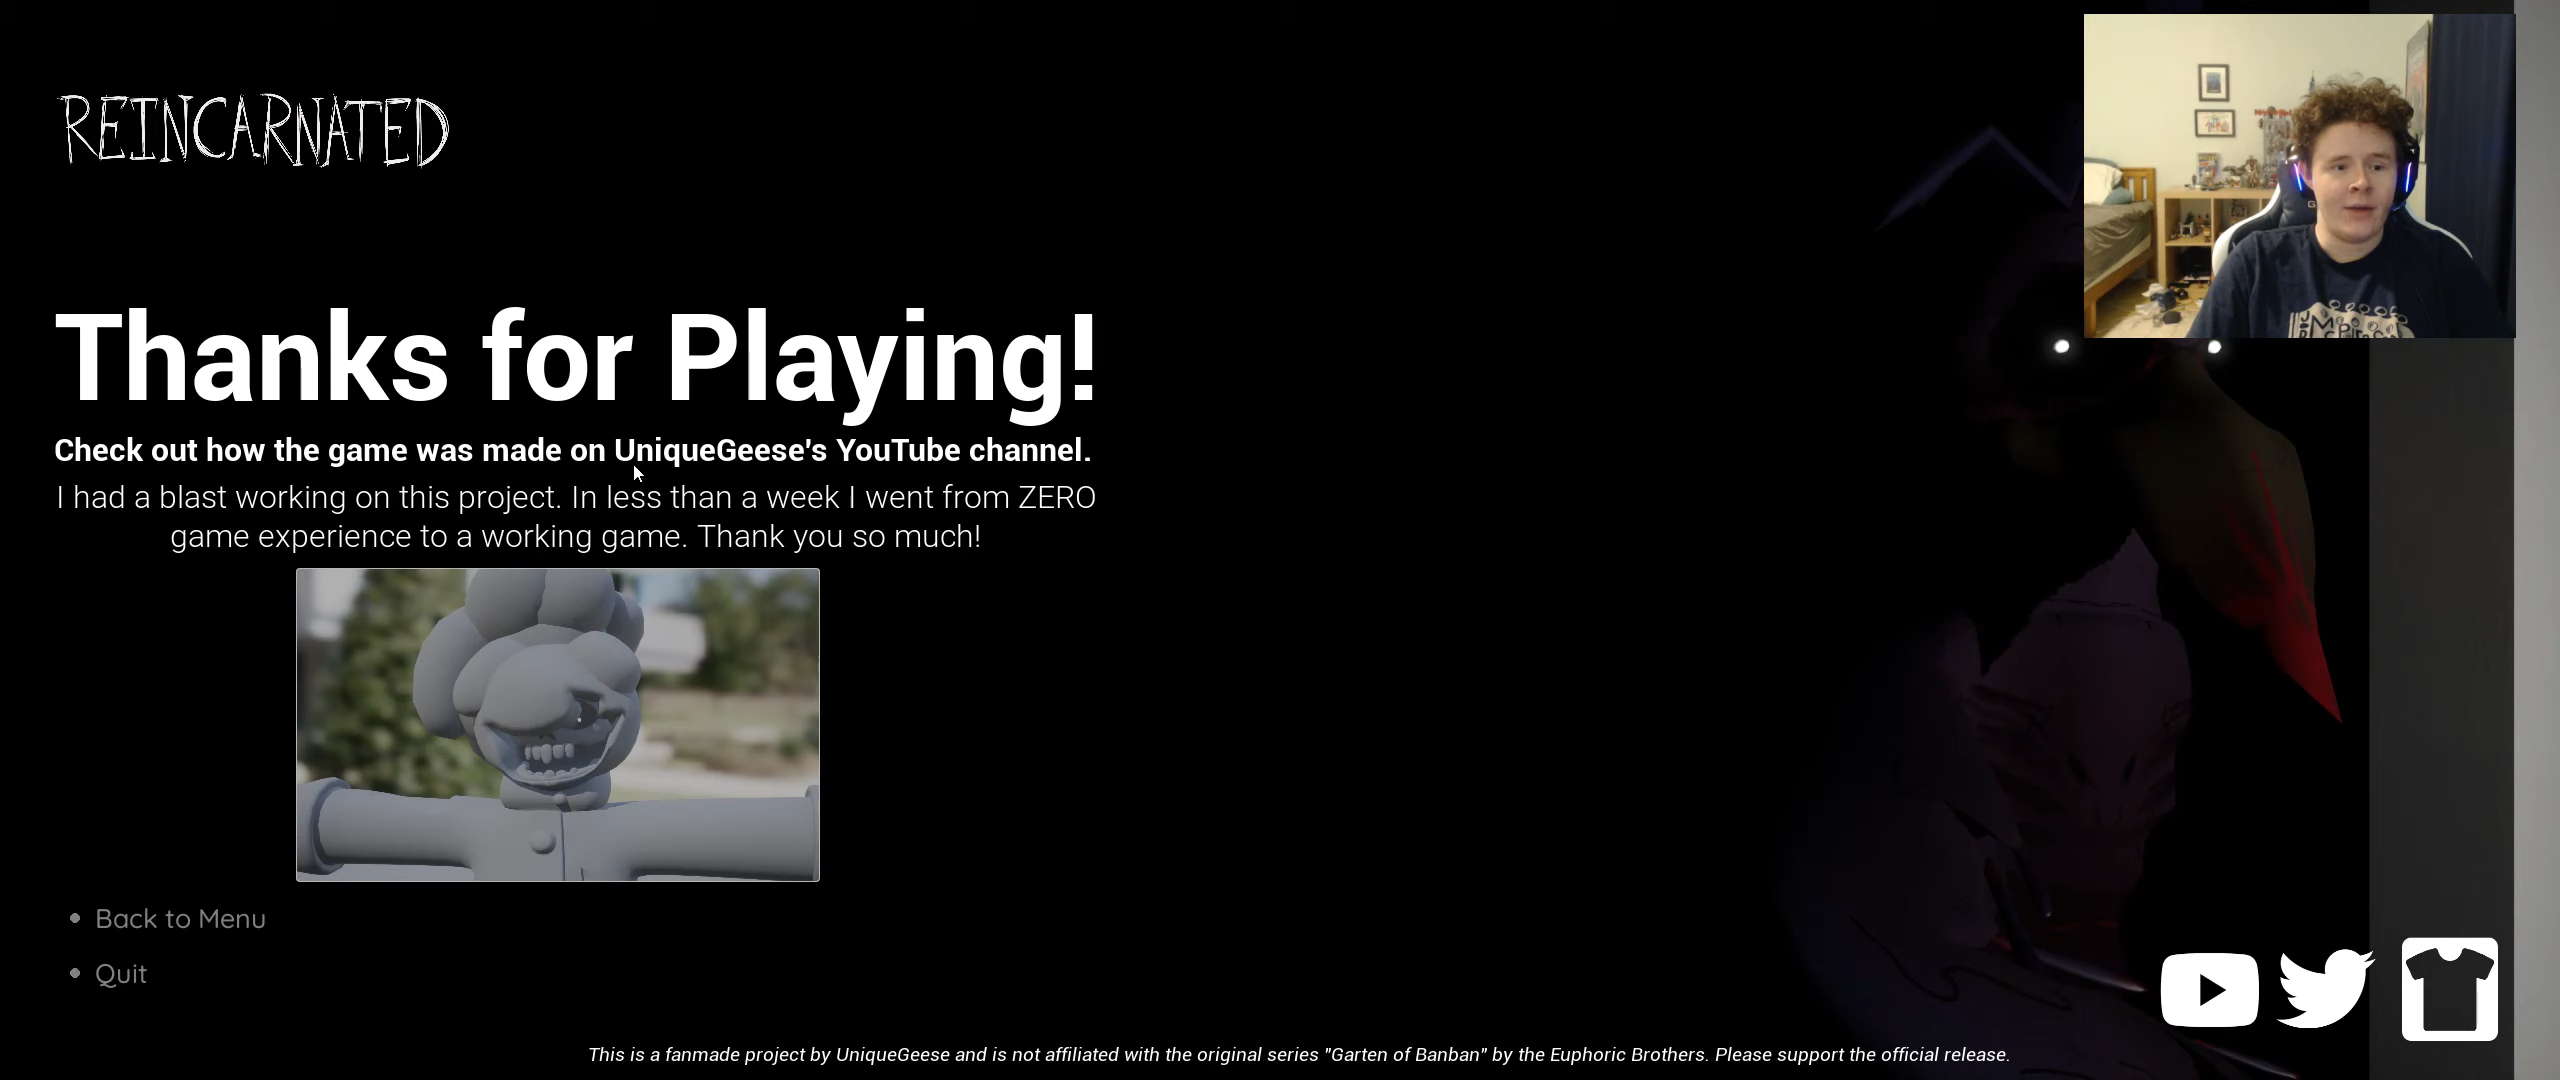 REINCARNATED
Thanks for Playing!
Check out how the game was made on UniqueGeese's YouTube channel.
I had a blast working on this project. In less than a week I went from ZERO
game experience to a working game. Thank you so much!
Back to Menu
Quit
This is a fanmade project by UniqueGeese and is not affiliated with the original series "Garten of Banban" by the Euphoric Brothers. Please support the official release.